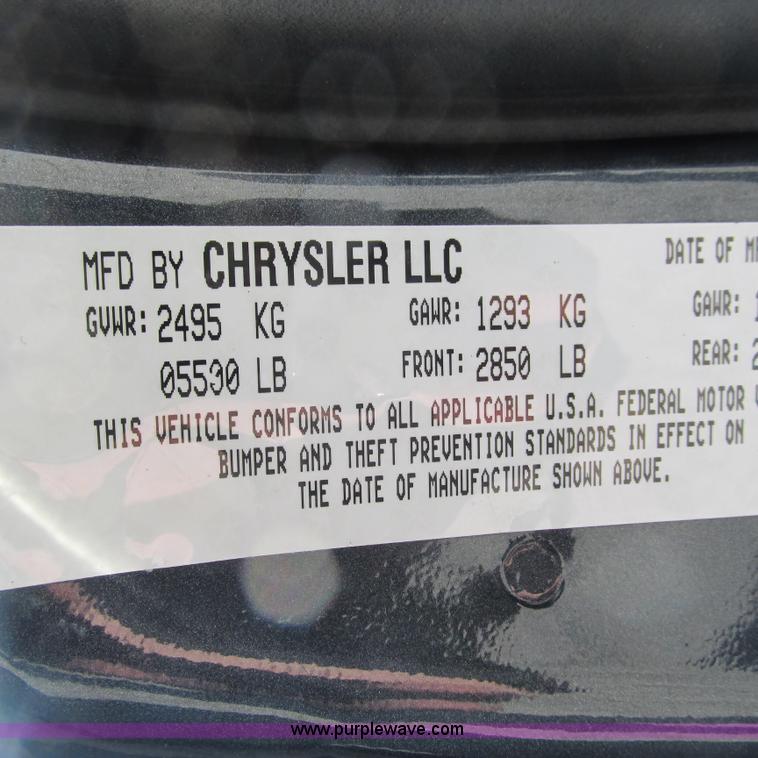 MFD BY CHRYSLER LLC DATE OF
GVWR: 2495 KG GAWR: 1293 KG GAWR:
05500 LB FRONT: 2850 LB REAR:
THIS VEHICLE CONFORMS TO ALL APPLICABLE U.S.A. FEDERAL MOTOR
BUMPER AND THEFT PREVENTION STANDARDS IN EFFECT ON
THE DATE OF MANUFACTURE SHOWN ABOVE.
www.purplewave.com